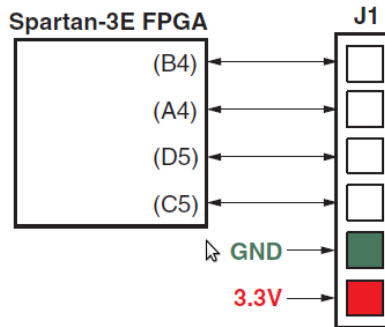 Spartan-3E FPGA
J1
(B4)
(A4)
(D5)
(C5)
GND
3.3V